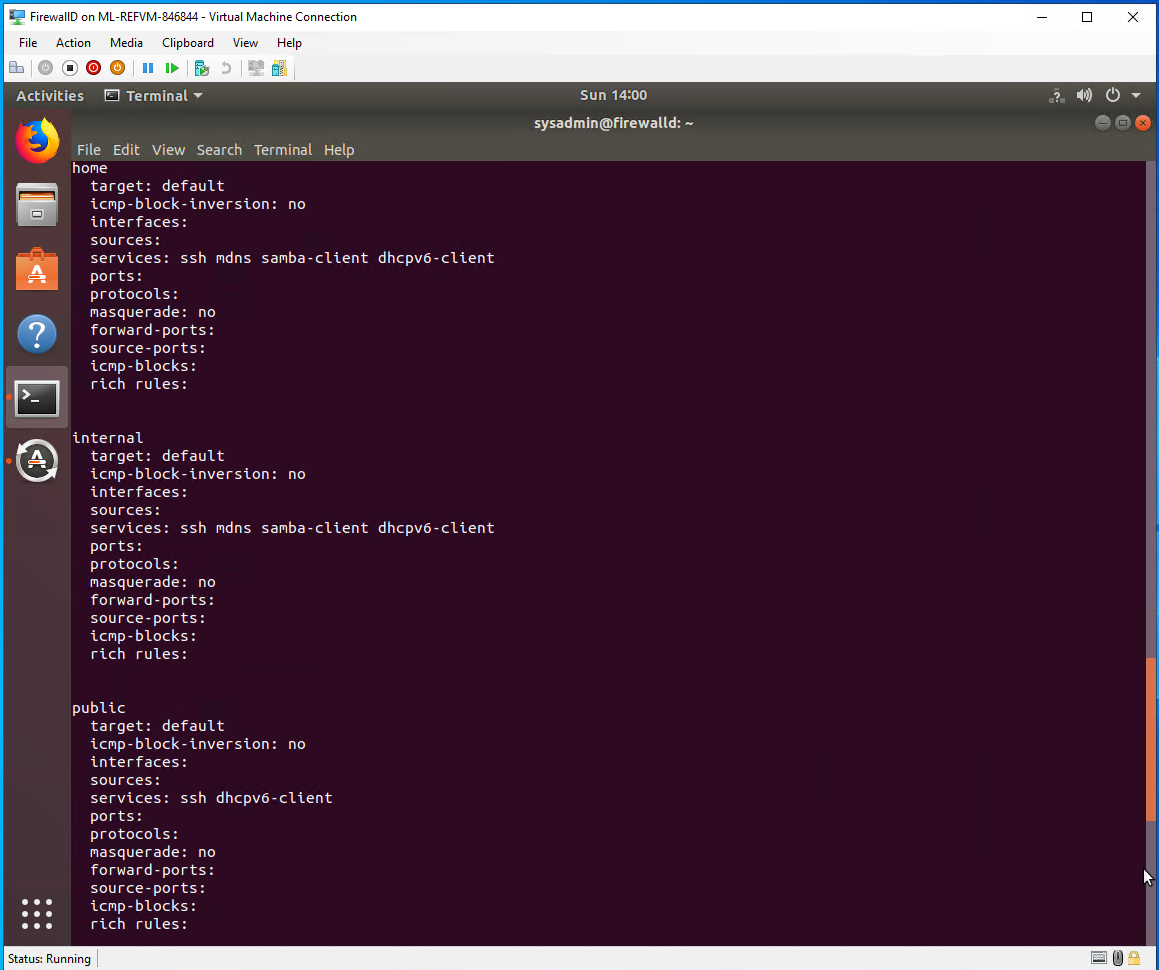 FirewallD on ML-REFVM-846844 - Virtual Machine Connection
File Action Media Clipboard View Help
Activities Terminal Sun 14:00
sysadmin@firewalld: ~
File Edit View Search Terminal Help
home
target: default
icmp-block-inversion: no
interfaces:
sources:
services: ssh mdns samba-client dhcpv6-client
ports:
protocols:
masquerade: no
forward-ports:
source-ports:
icmp-blocks:
rich rules:
internal
target: default
icmp-block-inversion: no
interfaces:
sources:
services: ssh mdns samba-client dhcpv6-client
ports:
protocols:
masquerade: no
forward-ports:
source-ports:
icmp-blocks:
rich rules:
public
target: default
icmp-block-inversion: no
interfaces:
sources:
services: ssh dhcpv6-client
ports:
protocols:
masquerade: no
forward-ports:
source-ports:
icmp-blocks:
rich rules:
Status: Running